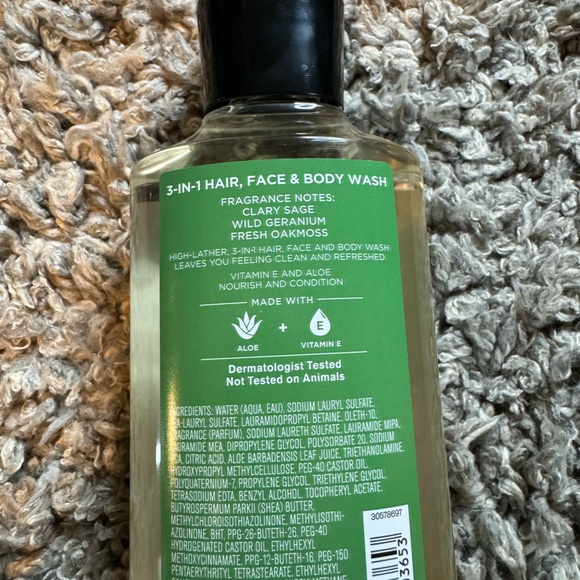 3-IN-1 HAIR, FACE & BODY WASH
FRAGRANCE NOTES:
CLARY SAGE
WILD GERANIUM
FRESH OAKMOSS
HIGH-LATHER, 3-IN-1 HAIR, FACE AND BODY WASH
LEAVES YOU FEELING CLEAN AND REFRESHED
VITAMIN E AND ALOE
NOURISH AND CONDITION
MADE WITH
ALOE + E VITAMIN E
Dermatologist Tested
Not Tested on Animals
INGREDIENTS: WATER (AQUA, EAU), SODIUM LAURYL SULFATE,
LAURYL SULFATE, LAURAMIDOPROPYL BETAINE, OLETH-10,
FRAGRANCE (PARFUM), SODIUM LAURETH SULFATE, LAURAMIDE MIPA,
LAURAMIDE MEA, DIPROPYLENE GLYCOL, POLYSORBATE 20, SODIUM
CITRIC ACID, ALOE BARBADENSIS LEAF JUICE, TRIETHANOLAMINE,
HYDROXYPROPYL METHYLCELLULOSE, PEG-40 CASTOR OIL,
POLYQUATERNIUM-7, PROPYLENE GLYCOL, TRIETHYLENE GLYCOL,
TETRASODIUM EDTA, BENZYL ALCOHOL, TOCOPHERYL ACETATE,
BUTYROSPERMUM PARKII (SHEA) BUTTER,
METHYLCHLOROISOTHIAZOLINONE, METHYLISOTHI-
AZOLINONE, BHT, PPG-26-BUTETH-26, PEG-40
HYDROGENATED CASTOR OIL, ETHYLHEXYL
METHOXYCINNAMATE, PPG-12-BUTETH-16, PEG-150
PENTAERYTHRITYL TETRASTEARATE, ETHYLHEXYL
30578697
3653